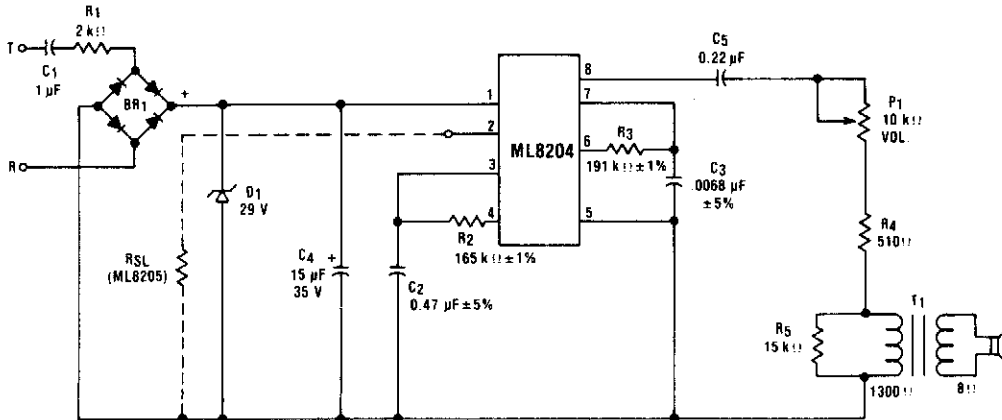 R1
2 kΩ
T
C1
1 μF
BR1
+
R
D1
29 V
RSL
(ML8205)
C4
+
15 μF
35 V
C2
0.47 μF ±5%
R2
165 kΩ ±1%
1
2
3
4
ML8204
8
7
6
5
R3
191 kΩ ±1%
C3
.0068 μF
±5%
C5
0.22 μF
P1
10 kΩ
VOL.
R4
510Ω
R5
15 kΩ
T1
1300Ω
8Ω